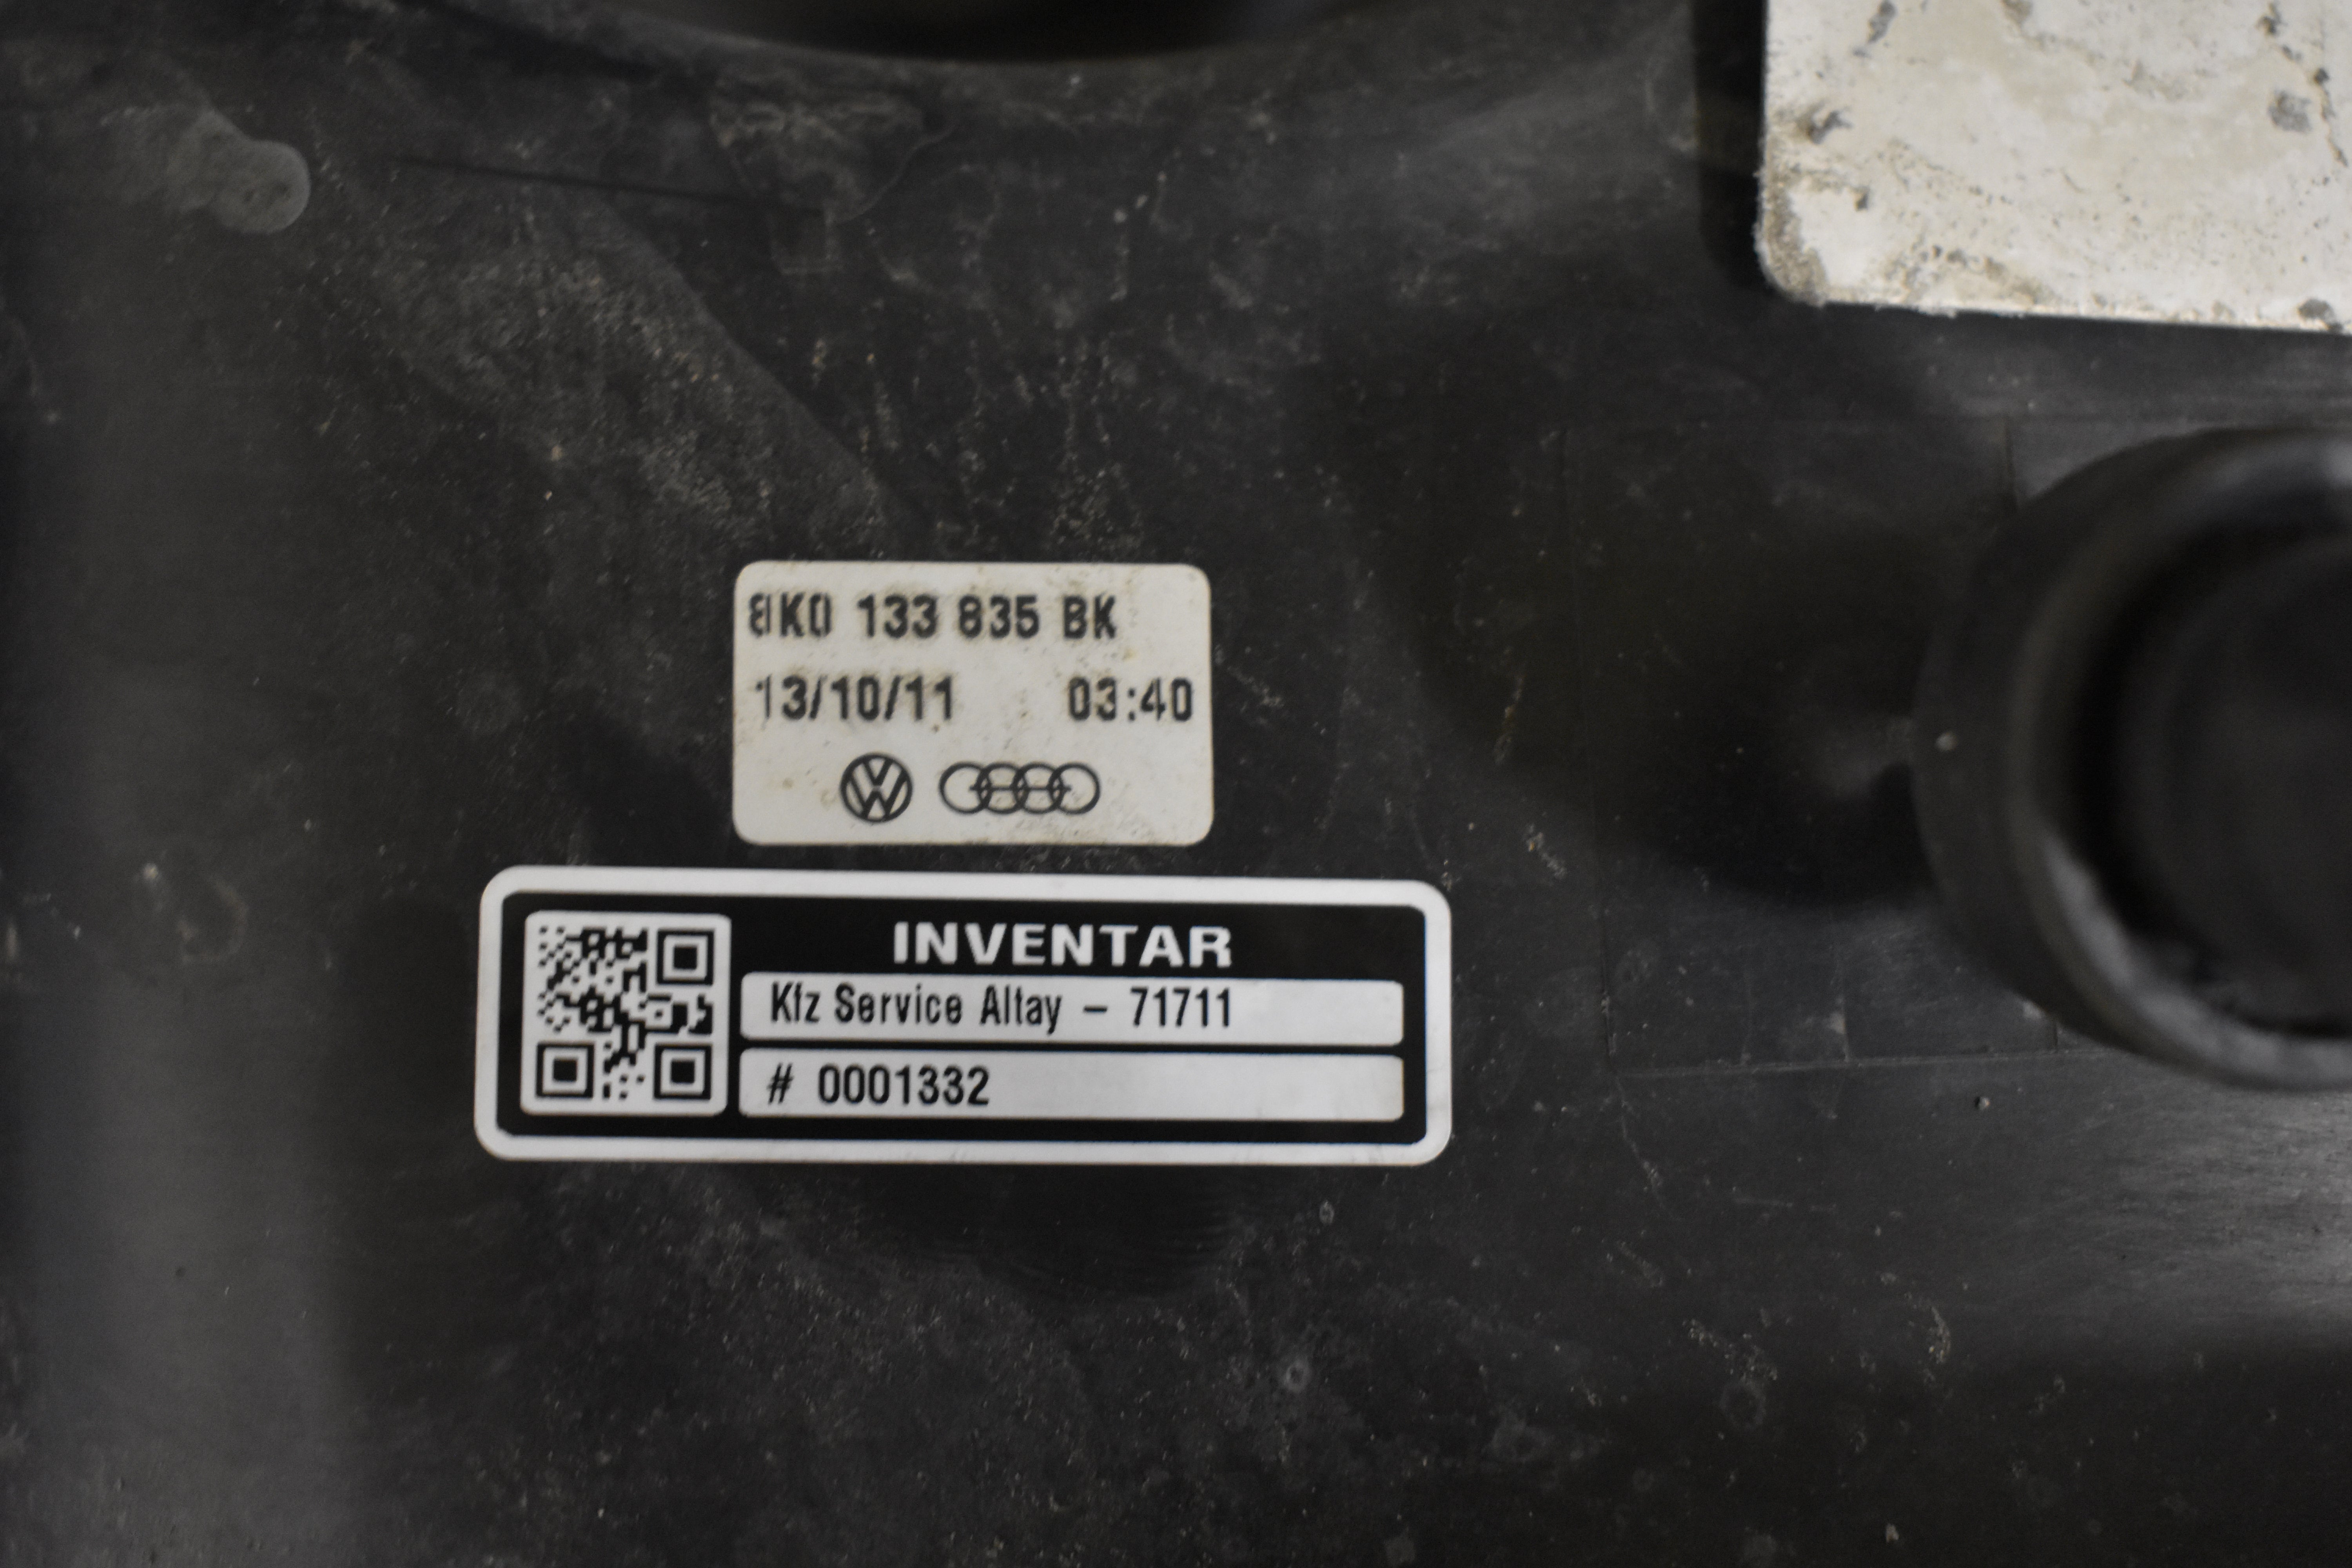 8K0 133 835 BK
13/10/11 03:40
INVENTAR
Kfz Service Altay – 71711
# 0001332